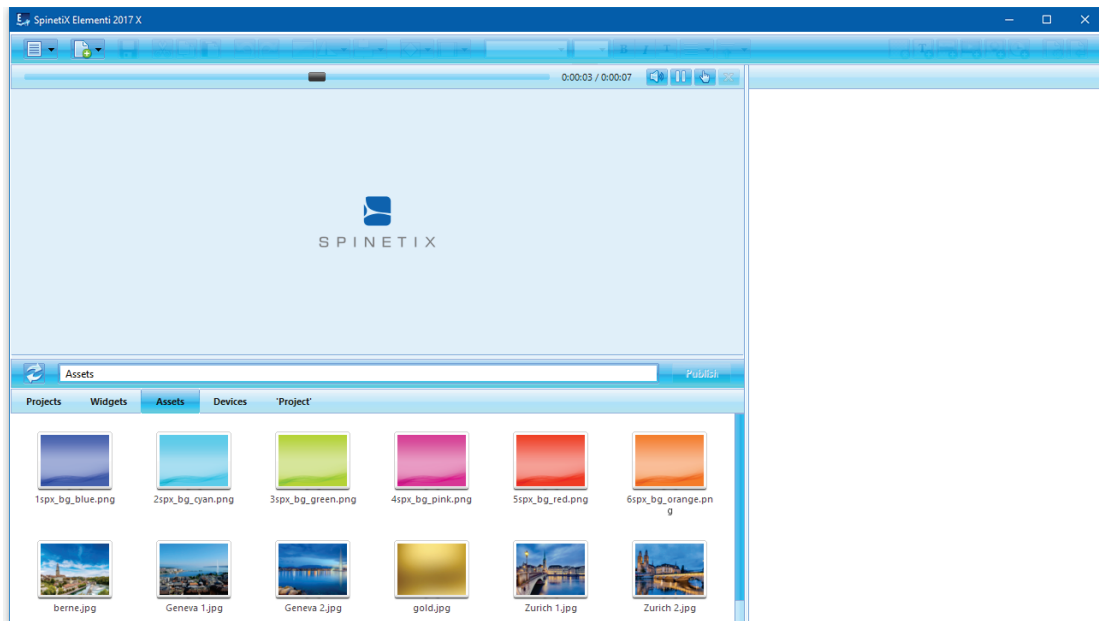 SpinetiX Elementi 2017 X
B I T
0:00:03 / 0:00:07
SPINETIX
Assets
Publish
Projects Widgets Assets Devices 'Project'
1spx_bg_blue.png 2spx_bg_cyan.png 3spx_bg_green.png 4spx_bg_pink.png 5spx_bg_red.png 6spx_bg_orange.pn
g
berne.jpg Geneva 1.jpg Geneva 2.jpg gold.jpg Zurich 1.jpg Zurich 2.jpg